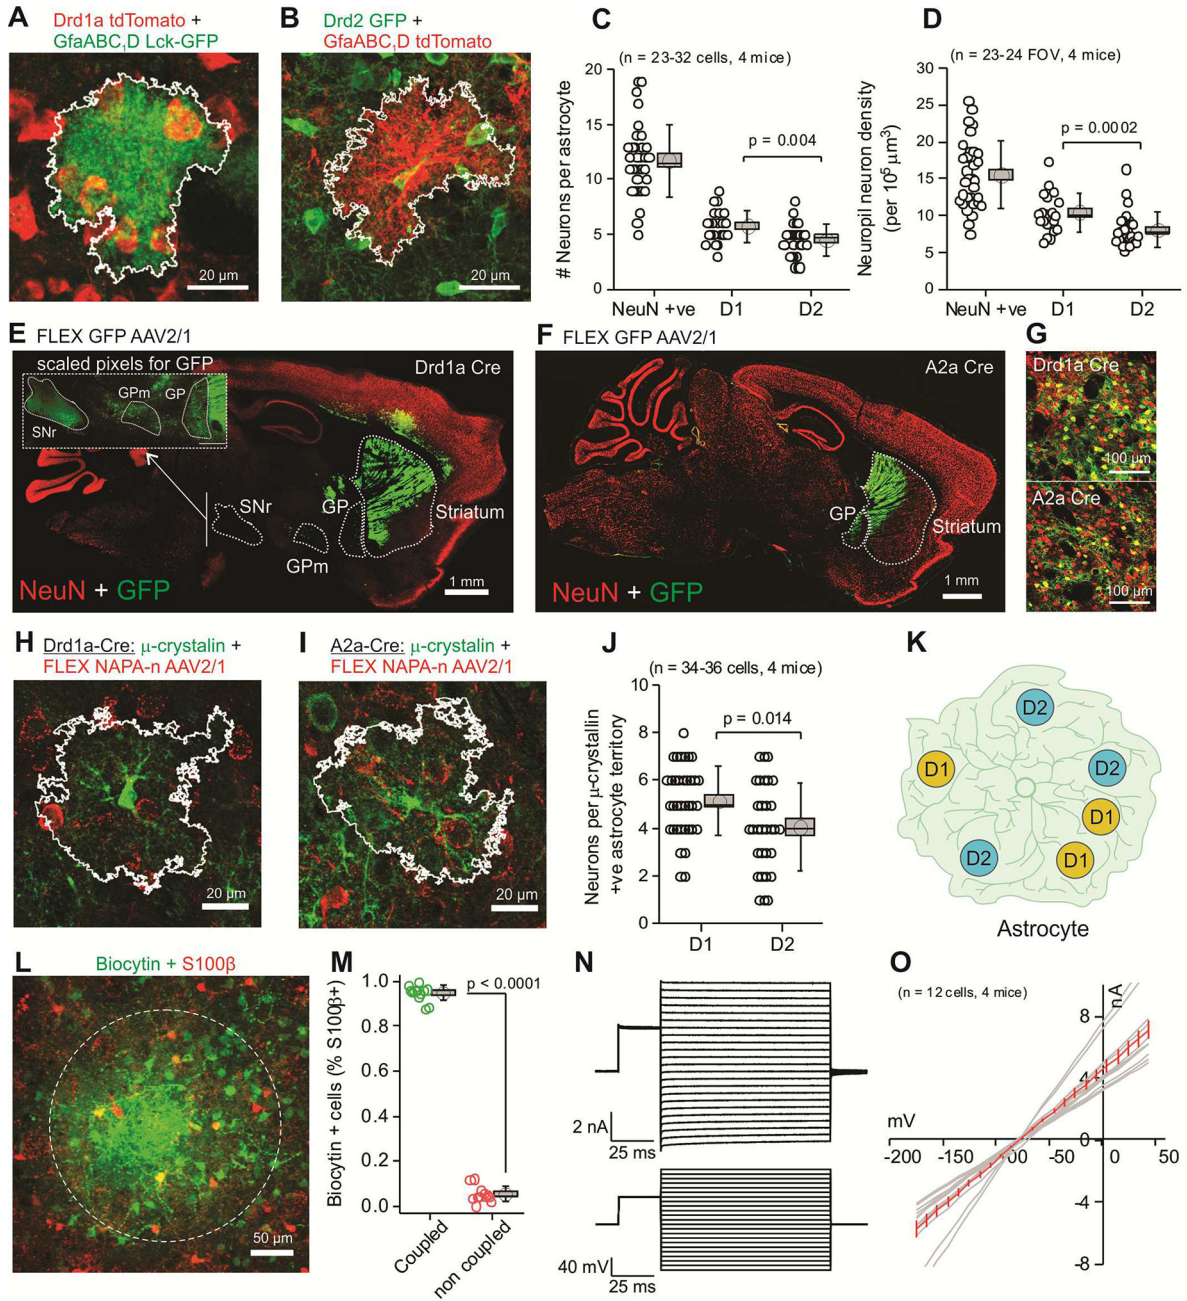 A
Drd1a tdTomato +
GfaABC1D Lck-GFP
20 µm
B
Drd2 GFP +
GfaABC1D tdTomato
20 µm
C
(n = 23-32 cells, 4 mice)
# Neurons per astrocyte
20
15
10
5
0
p = 0.004
NeuN +ve D1 D2
D
(n = 23-24 FOV, 4 mice)
Neuropil neuron density
(per 10⁵ µm³)
30
25
20
15
10
5
0
p = 0.0002
NeuN +ve D1 D2
E FLEX GFP AAV2/1
scaled pixels for GFP
Drd1a Cre
GPm GP
SNr
SNr
GP
GPm
Striatum
NeuN + GFP
1 mm
F FLEX GFP AAV2/1
A2a Cre
GP
Striatum
NeuN + GFP
1 mm
G
Drd1a Cre
100 µm
A2a Cre
100 µm
H
Drd1a-Cre: µ-crystalin +
FLEX NAPA-n AAV2/1
20 µm
I
A2a-Cre: µ-crystalin +
FLEX NAPA-n AAV2/1
20 µm
J
(n = 34-36 cells, 4 mice)
Neurons per µ-crystallin
+ve astrocyte territory
10
8
6
4
2
0
p = 0.014
D1 D2
K
D2
D1
D2
D1
D2
D1
Astrocyte
L
Biocytin + S100β
50 µm
M
Biocytin + cells (% S100β+)
1.0
0.8
0.6
0.4
0.2
0.0
p < 0.0001
Coupled
non coupled
N
2 nA
25 ms
40 mV
25 ms
O
(n = 12 cells, 4 mice)
nA
8
4
mV
0
-200 -150 -100 -50 0 50
-4
-8